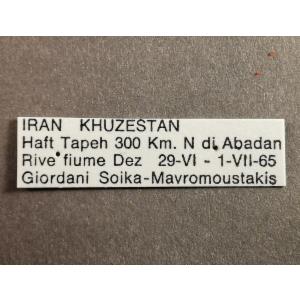 IRAN KHUZESTAN
Haft Tapeh 300 Km. N di Abadan
Rive fiume Dez 29-VI - 1-VII-65
Giordani Soika-Mavromoustakis